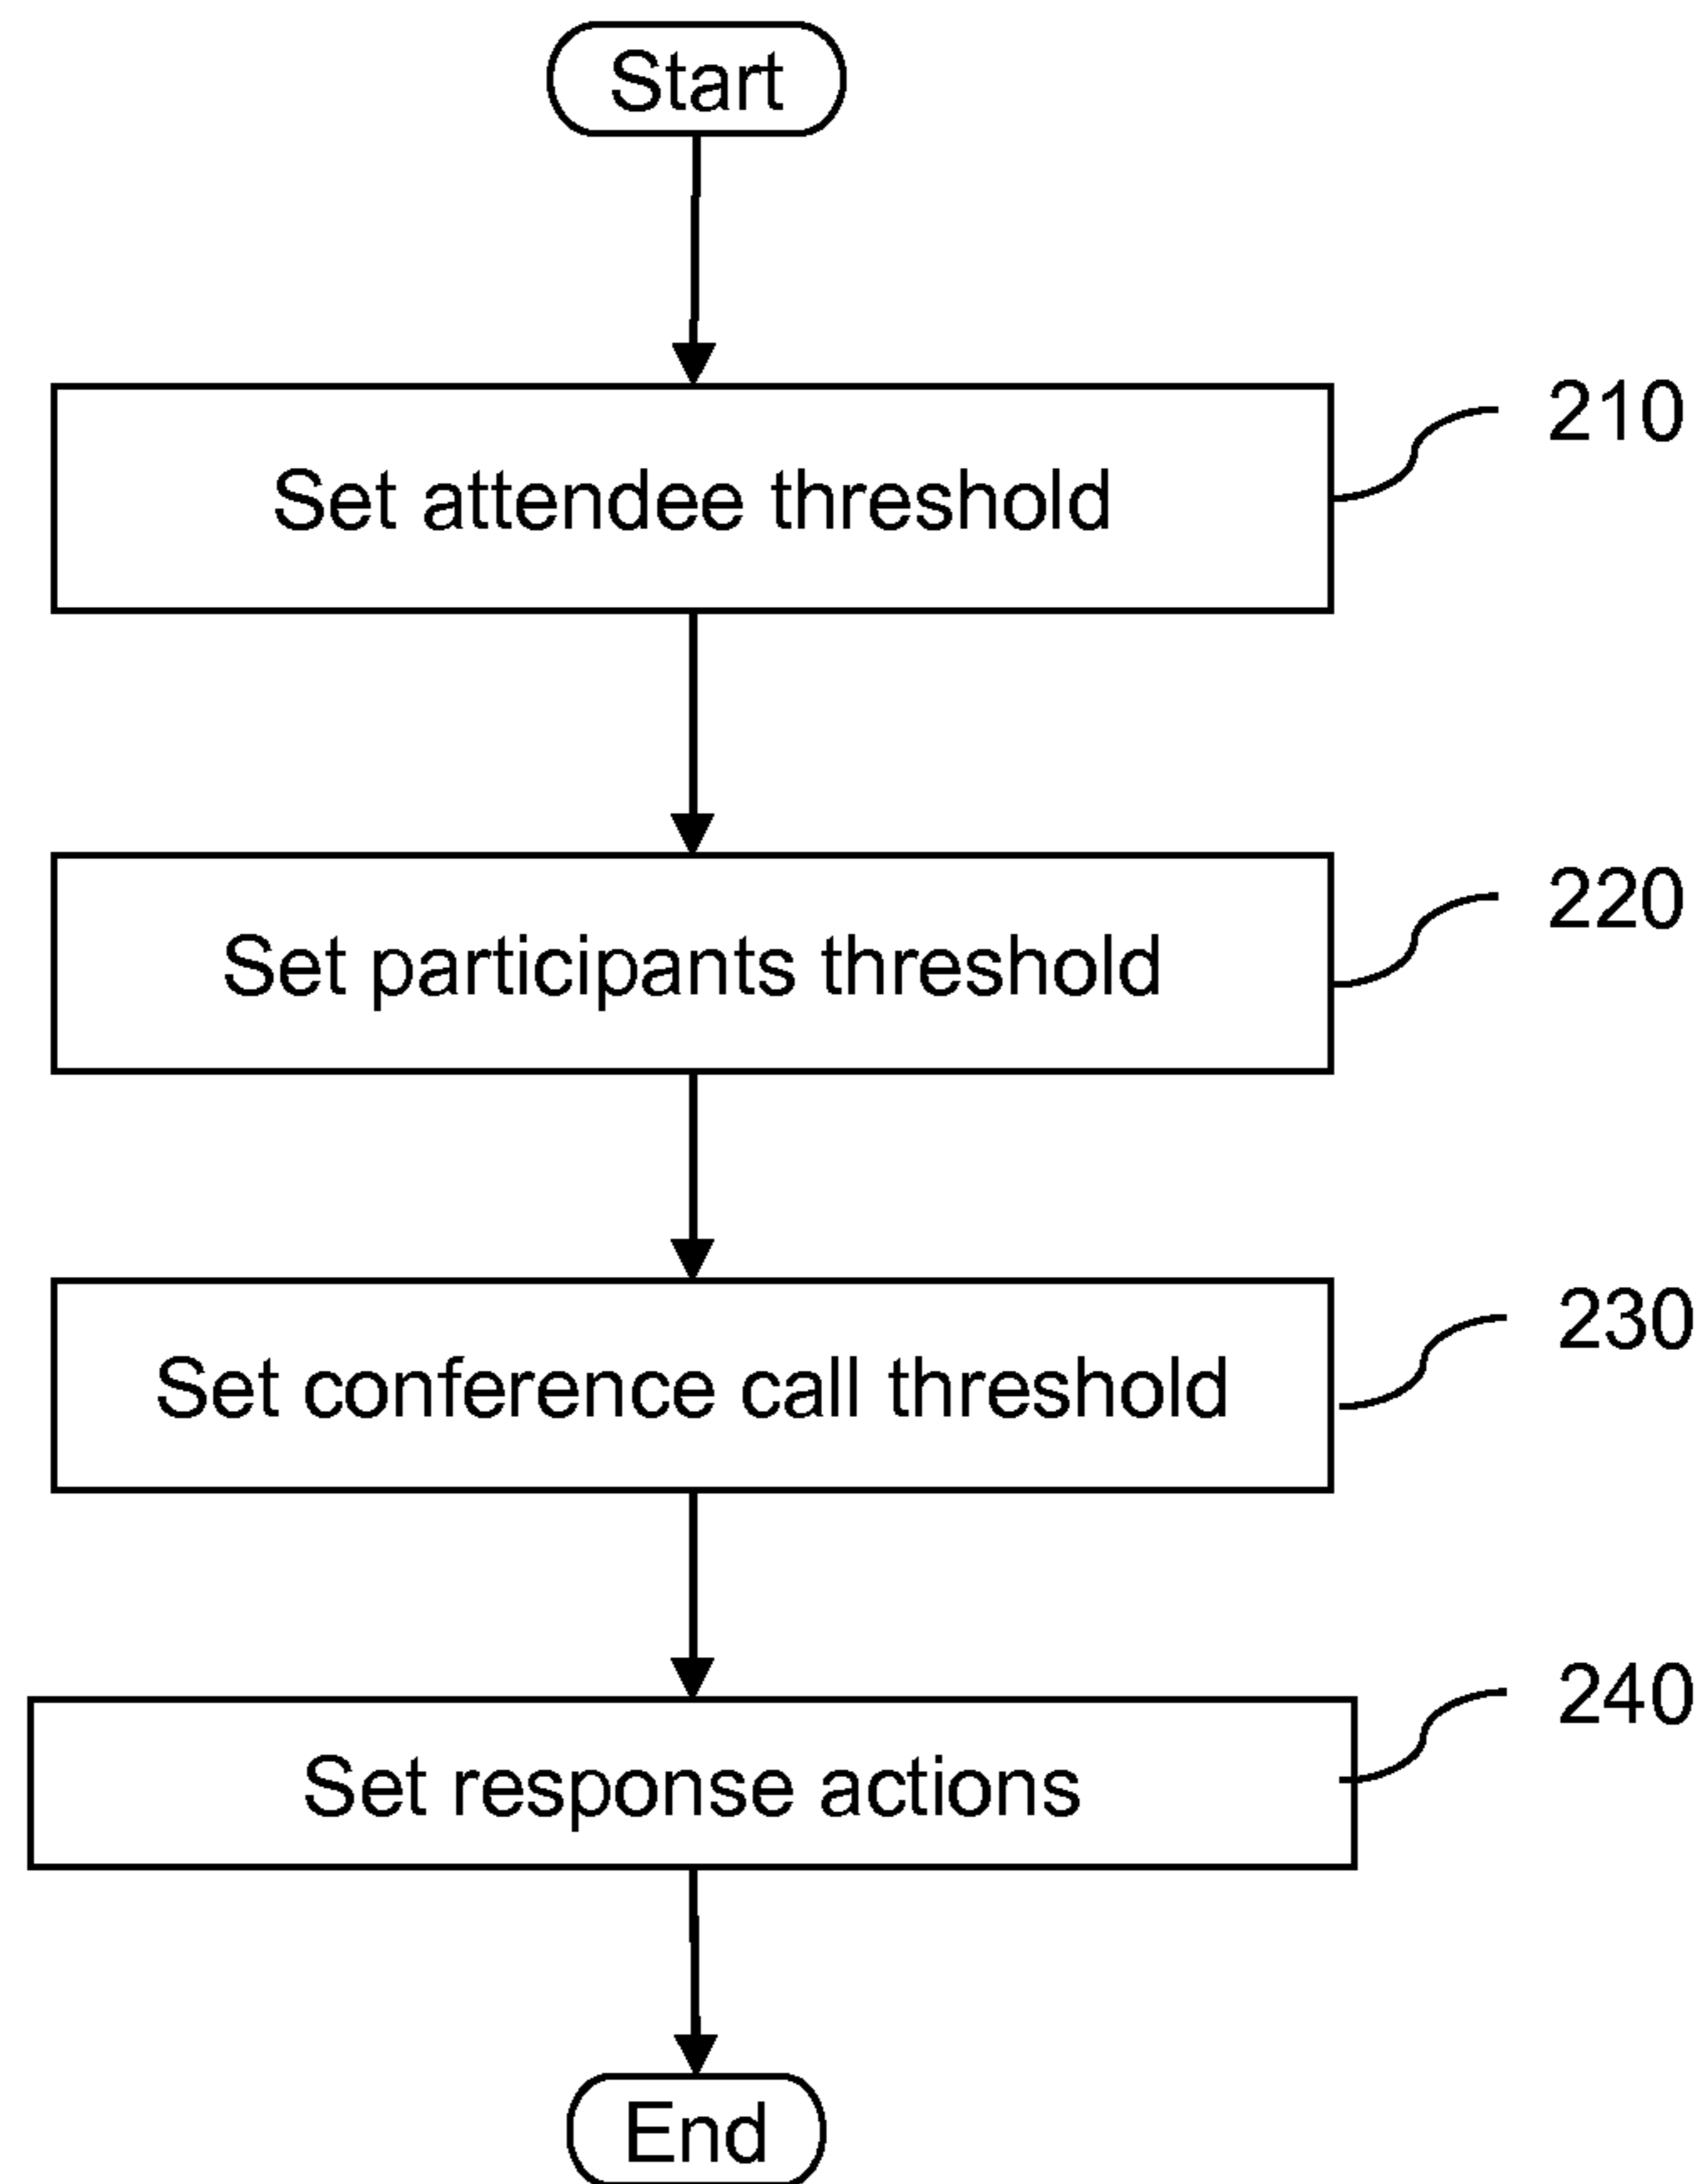 Start
Set attendee threshold
210
Set participants threshold
220
Set conference call threshold
230
Set response actions
240
End